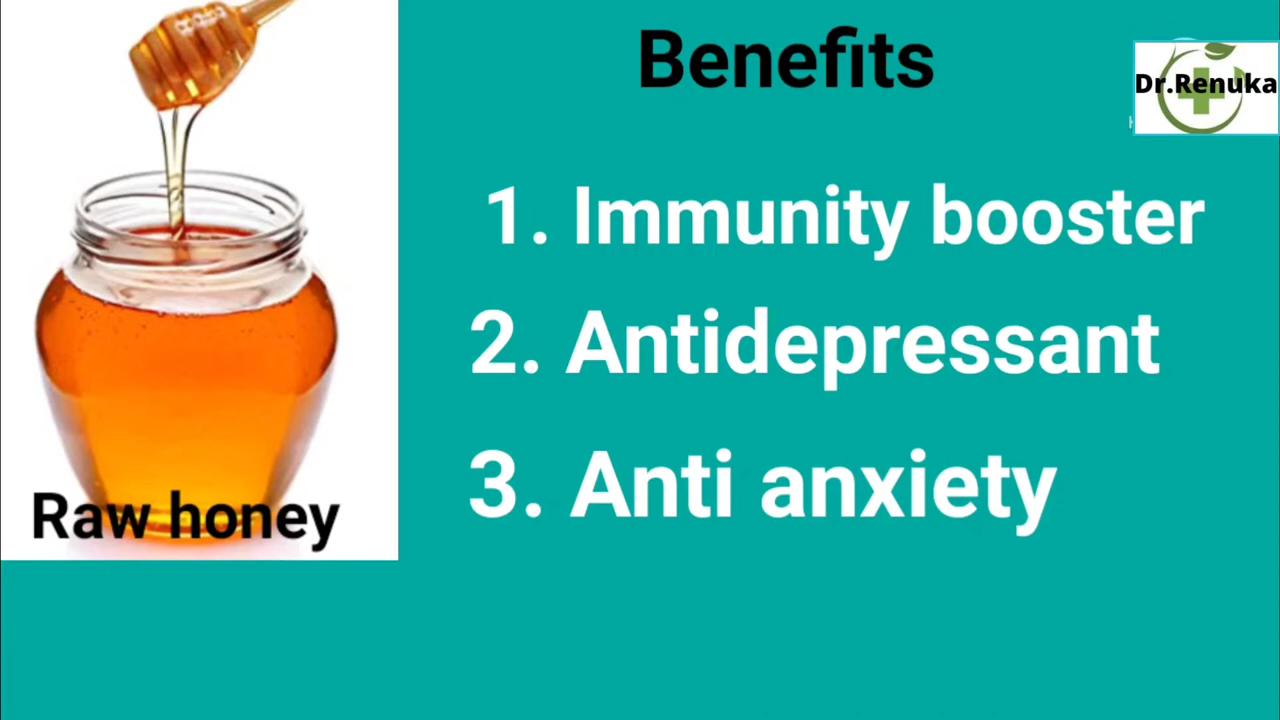 Benefits
Dr.Renuka
1. Immunity booster
2. Antidepressant
3. Anti anxiety
Raw honey